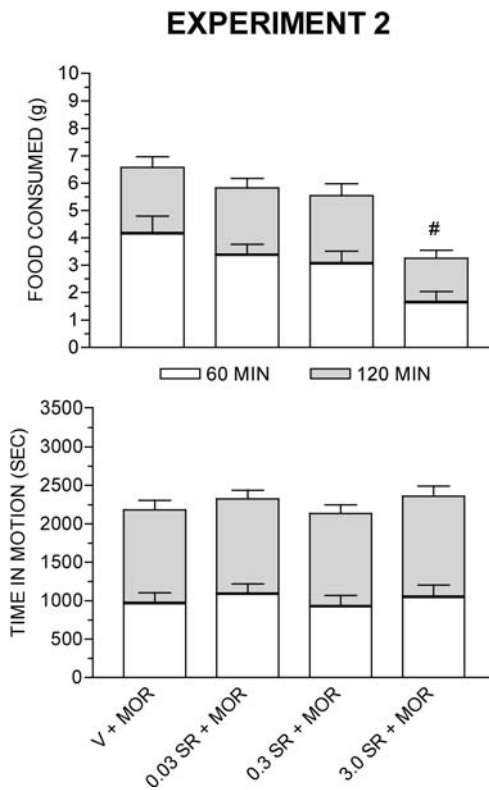 EXPERIMENT 2
FOOD CONSUMED (g)
10
9
8
7
6
5
4
3
2
1
0
#
60 MIN
120 MIN
TIME IN MOTION (SEC)
3500
3000
2500
2000
1500
1000
500
0
V + MOR
0.03 SR + MOR
0.3 SR + MOR
3.0 SR + MOR